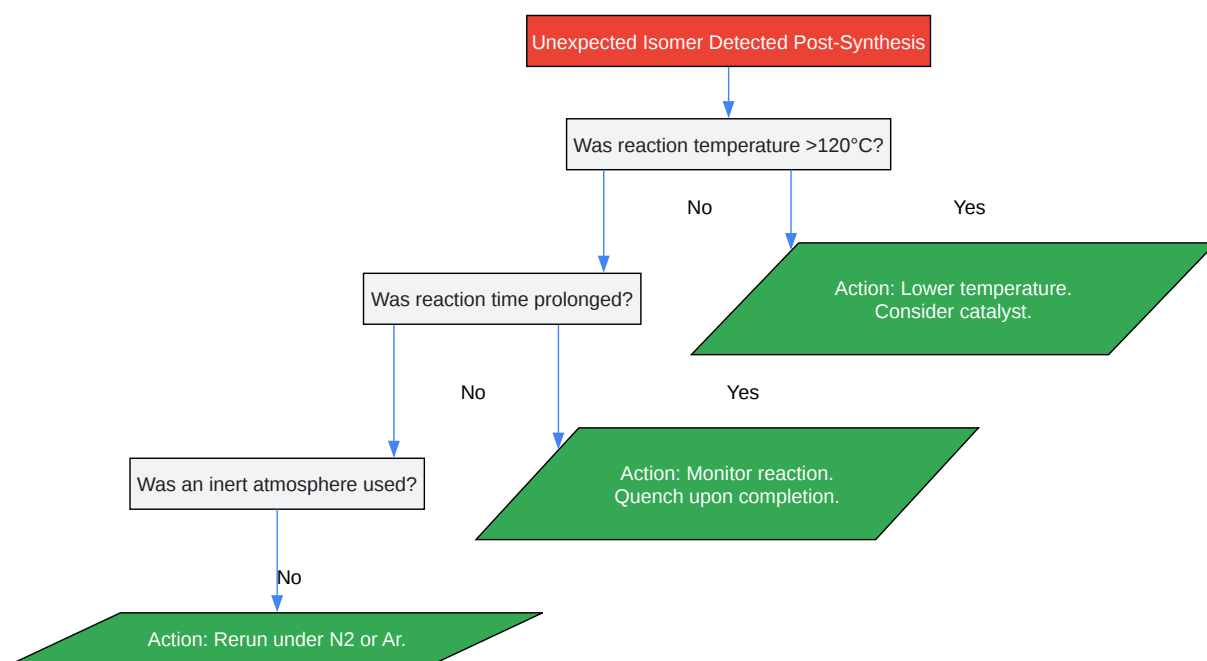 Unexpected Isomer Detected Post-Synthesis
Was reaction temperature >120°C?
No
Yes
Action: Lower temperature.
Consider catalyst.
Was reaction time prolonged?
No
Yes
Action: Monitor reaction.
Quench upon completion.
Was an inert atmosphere used?
No
Action: Rerun under N2 or Ar.